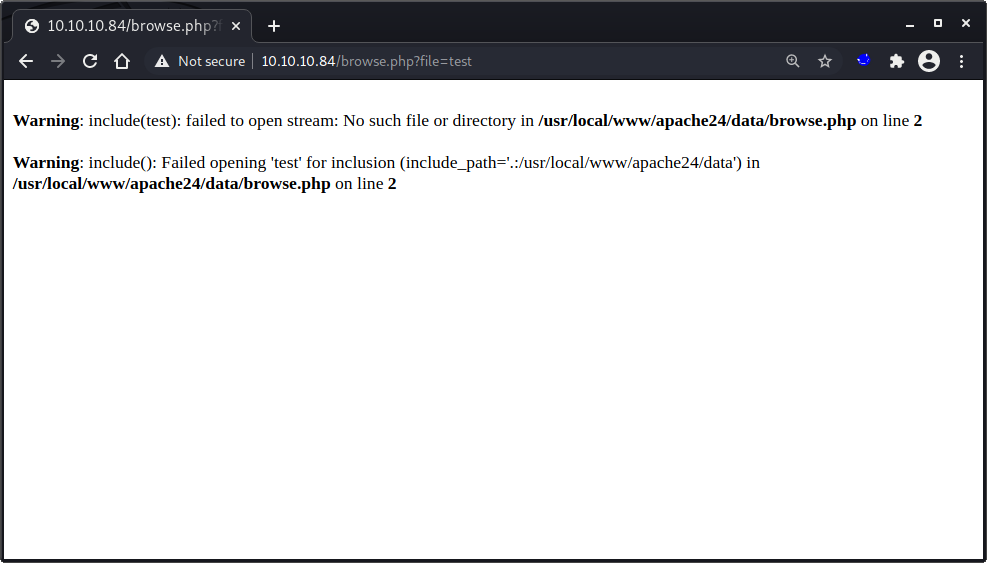 10.10.10.84/browse.php?f
Not secure
10.10.10.84/browse.php?file=test
Warning: include(test): failed to open stream: No such file or directory in /usr/local/www/apache24/data/browse.php on line 2
Warning: include(): Failed opening 'test' for inclusion (include_path='.:/usr/local/www/apache24/data') in
/usr/local/www/apache24/data/browse.php on line 2